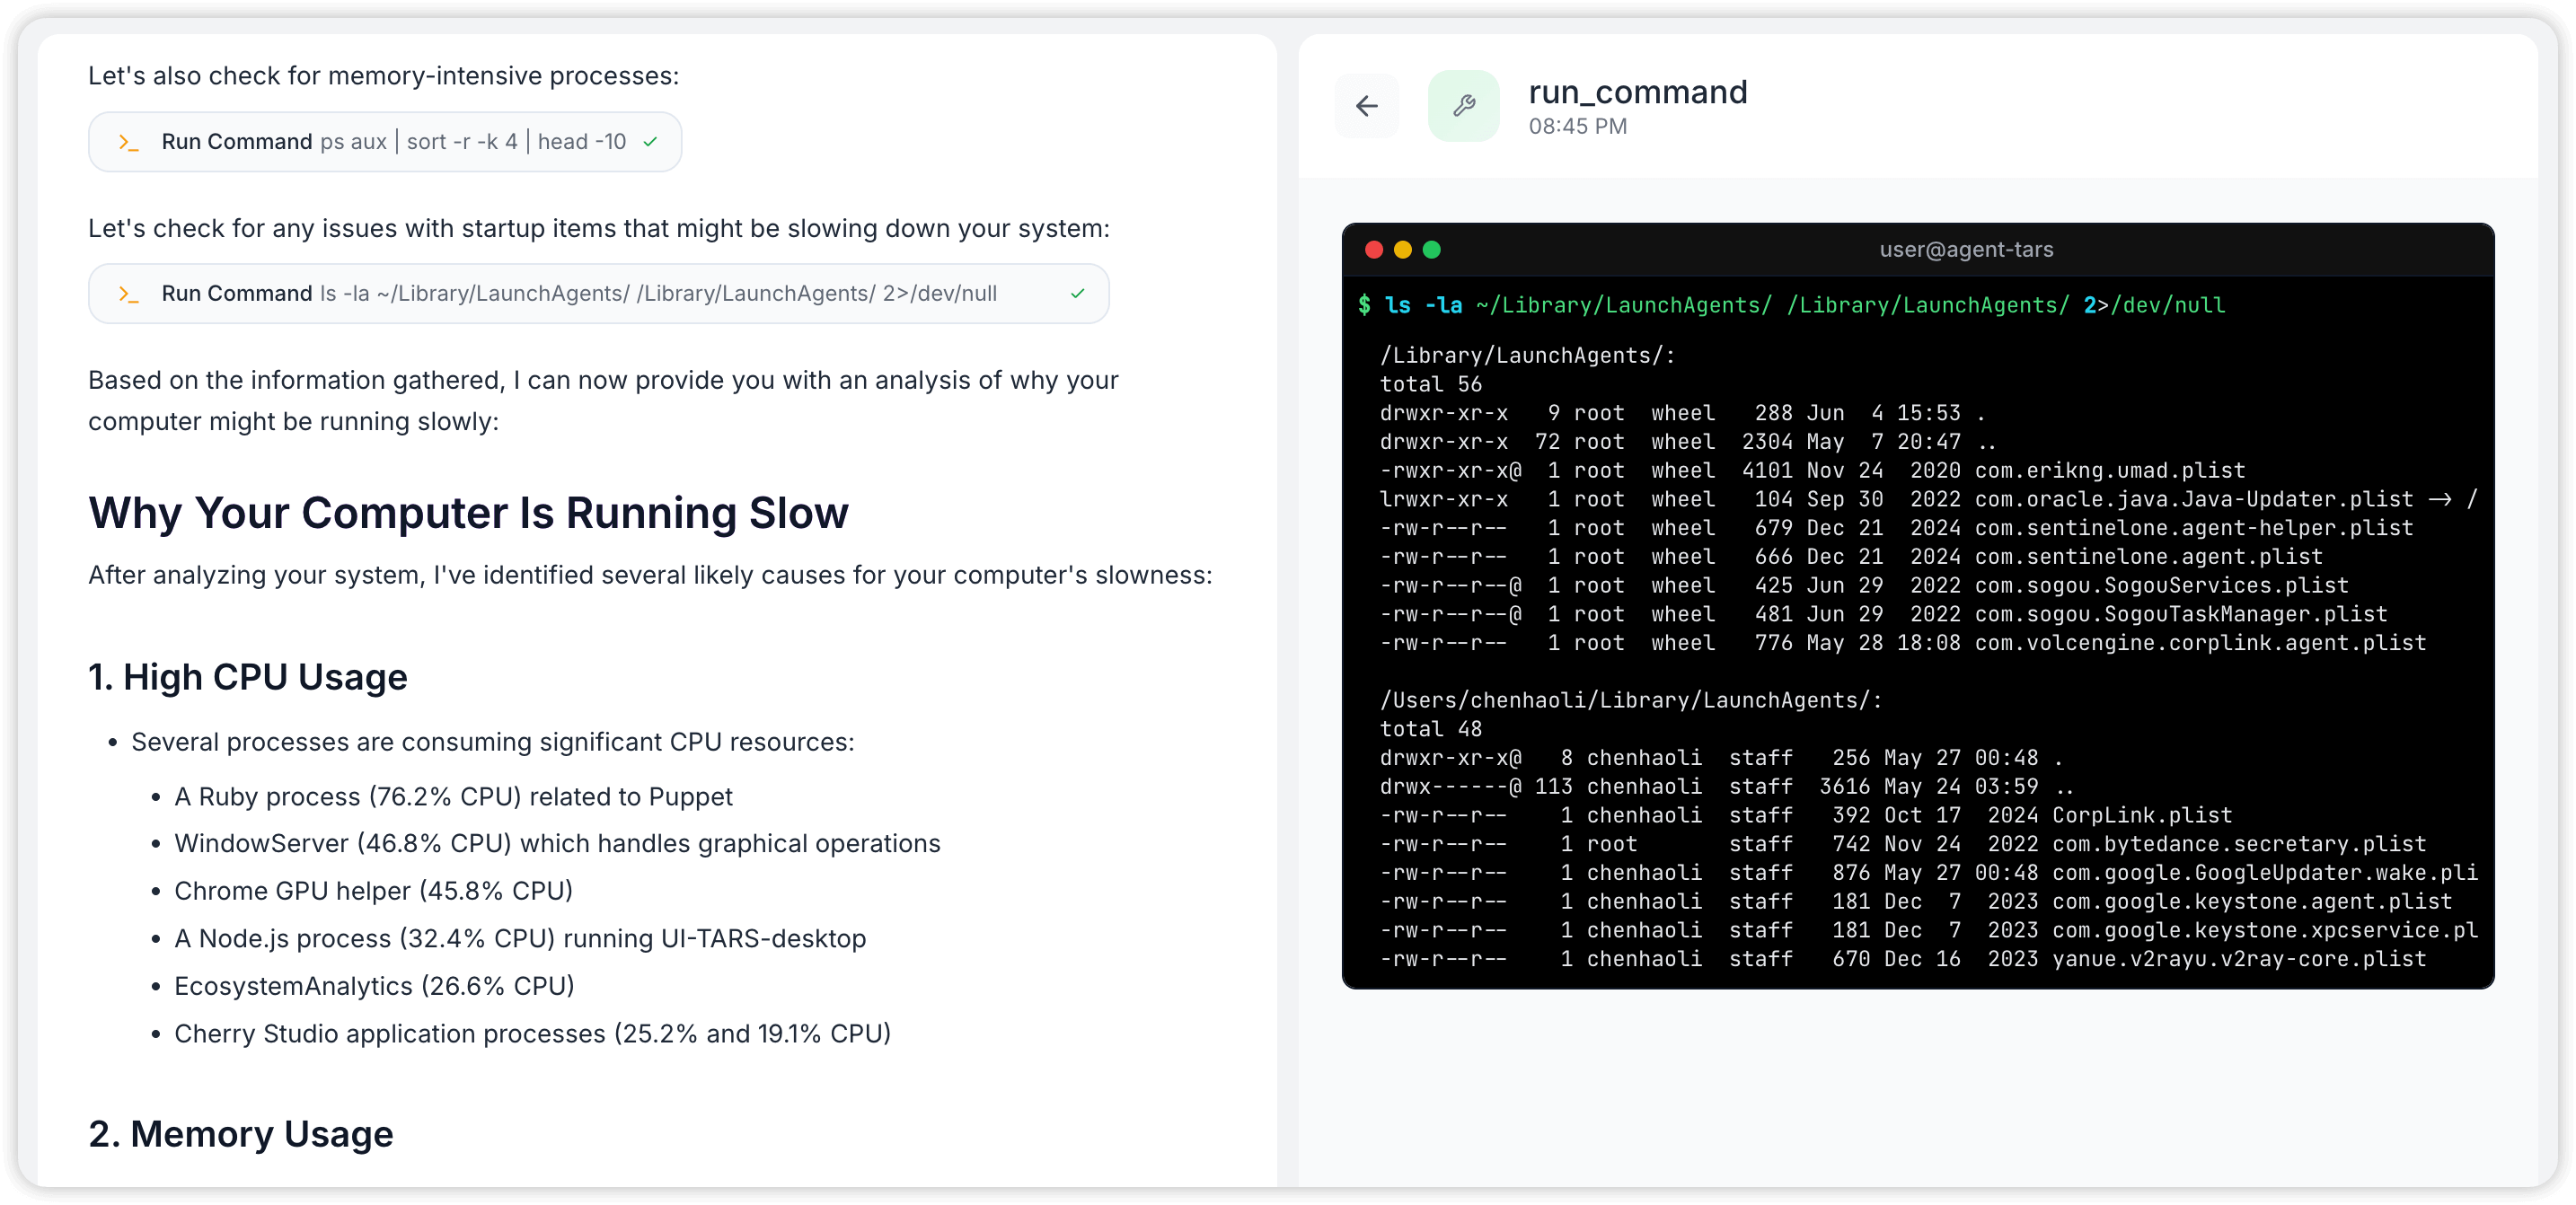 Let's also check for memory-intensive processes:
>_ Run Command ps aux | sort -r -k 4 | head -10 ✓
Let's check for any issues with startup items that might be slowing down your system:
>_ Run Command ls -la ~/Library/LaunchAgents/ /Library/LaunchAgents/ 2>/dev/null ✓
Based on the information gathered, I can now provide you with an analysis of why your
computer might be running slowly:
Why Your Computer Is Running Slow
After analyzing your system, I've identified several likely causes for your computer's slowness:
1. High CPU Usage
• Several processes are consuming significant CPU resources:
• A Ruby process (76.2% CPU) related to Puppet
• WindowServer (46.8% CPU) which handles graphical operations
• Chrome GPU helper (45.8% CPU)
• A Node.js process (32.4% CPU) running UI-TARS-desktop
• EcosystemAnalytics (26.6% CPU)
• Cherry Studio application processes (25.2% and 19.1% CPU)
2. Memory Usage
run_command
08:45 PM
user@agent-tars
$ ls -la ~/Library/LaunchAgents/ /Library/LaunchAgents/ 2>/dev/null
/Library/LaunchAgents/:
total 56
drwxr-xr-x   9 root  wheel   288 Jun  4 15:53 .
drwxr-xr-x  72 root  wheel  2304 May  7 20:47 ..
-rwxr-xr-x@  1 root  wheel  4101 Nov 24  2020 com.erikng.umad.plist
lrwxr-xr-x   1 root  wheel   104 Sep 30  2022 com.oracle.java.Java-Updater.plist -> /
-rw-r--r--   1 root  wheel   679 Dec 21  2024 com.sentinelone.agent-helper.plist
-rw-r--r--   1 root  wheel   666 Dec 21  2024 com.sentinelone.agent.plist
-rw-r--r--@  1 root  wheel   425 Jun 29  2022 com.sogou.SogouServices.plist
-rw-r--r--@  1 root  wheel   481 Jun 29  2022 com.sogou.SogouTaskManager.plist
-rw-r--r--   1 root  wheel   776 May 28 18:08 com.volcengine.corplink.agent.plist
/Users/chenhaoli/Library/LaunchAgents/:
total 48
drwxr-xr-x@   8 chenhaoli  staff   256 May 27 00:48 .
drwx------@ 113 chenhaoli  staff  3616 May 24 03:59 ..
-rw-r--r--    1 chenhaoli  staff   392 Oct 17  2024 CorpLink.plist
-rw-r--r--    1 root       staff   742 Nov 24  2022 com.bytedance.secretary.plist
-rw-r--r--    1 chenhaoli  staff   876 May 27 00:48 com.google.GoogleUpdater.wake.pli
-rw-r--r--    1 chenhaoli  staff   181 Dec  7  2023 com.google.keystone.agent.plist
-rw-r--r--    1 chenhaoli  staff   181 Dec  7  2023 com.google.keystone.xpcservice.pl
-rw-r--r--    1 chenhaoli  staff   670 Dec 16  2023 yanue.v2rayu.v2ray-core.plist